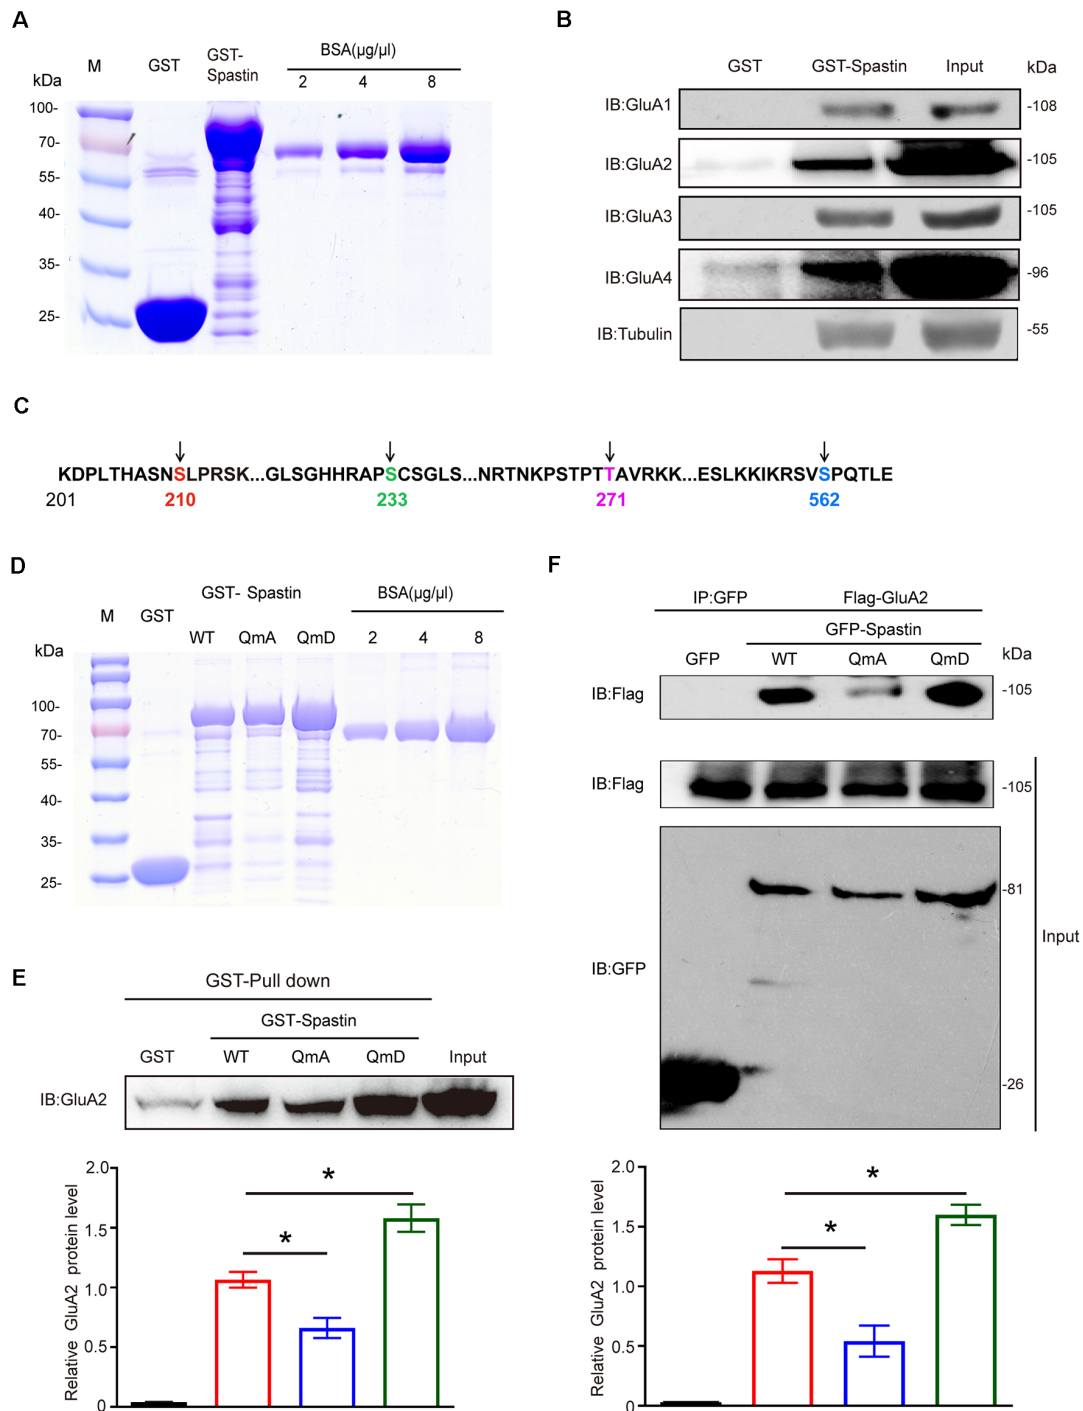 A
M
GST
GST-
Spastin
BSA(µg/µl)
2 4 8
kDa
100-
70-
55-
40-
35-
25-
B
GST GST-Spastin Input kDa
IB:GluA1 -108
IB:GluA2 -105
IB:GluA3 -105
IB:GluA4 -96
IB:Tubulin -55
C
KDPLTHASNSLPRSK...GLSGHHRAPSCSGLS...NRTNKPSTPTTAVRKK...ESLKKIKRSVSPQTLE
201 210 233 271 562
D
GST- Spastin BSA(µg/µl)
M GST
WT QmA QmD 2 4 8
kDa
100-
70-
55-
40-
35-
25-
F
IP:GFP Flag-GluA2
GFP-Spastin
GFP WT QmA QmD kDa
IB:Flag -105
IB:Flag -105
-81
IB:GFP
-26
Input
E
GST-Pull down
GST-Spastin
GST WT QmA QmD Input
IB:GluA2
Relative GluA2 protein level
2.0
1.5
1.0
0.5
0
*
*
Relative GluA2 protein level
2.0
1.5
1.0
0.5
0
*
*